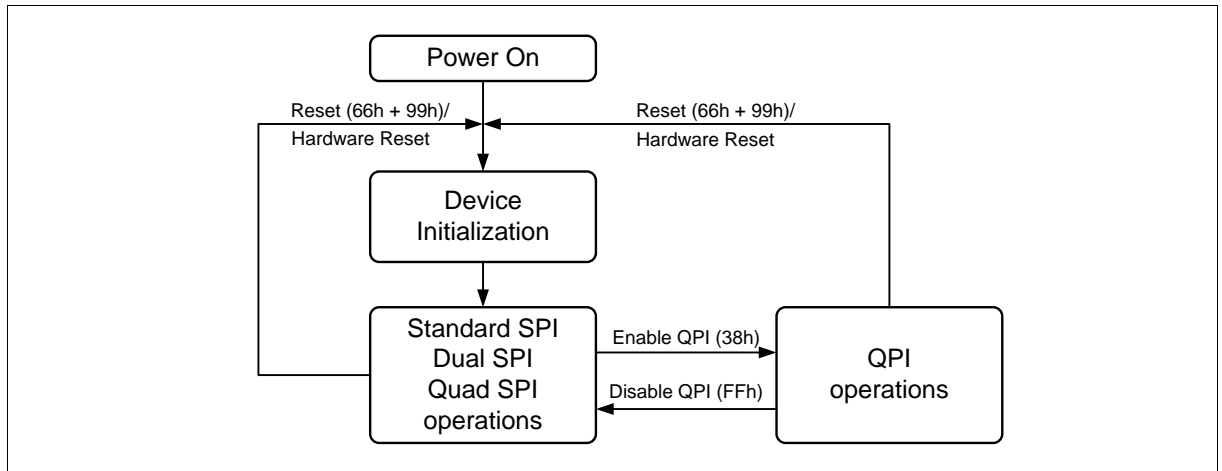 Power On
Reset (66h + 99h)/
Hardware Reset
Reset (66h + 99h)/
Hardware Reset
Device
Initialization
Standard SPI
Dual SPI
Quad SPI
operations
Enable QPI (38h)
Disable QPI (FFh)
QPI
operations